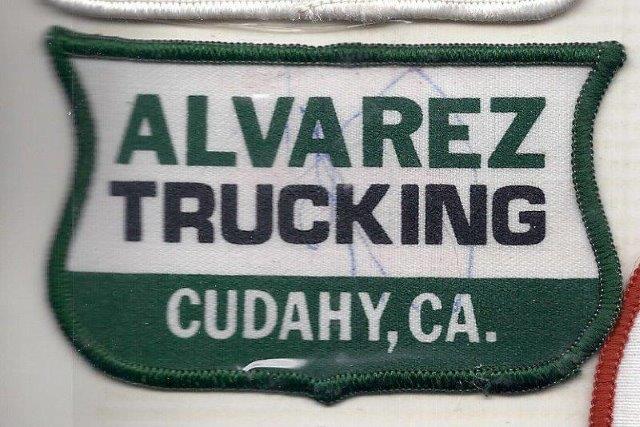 ALVAREZ
TRUCKING
CUDAHY, CA.